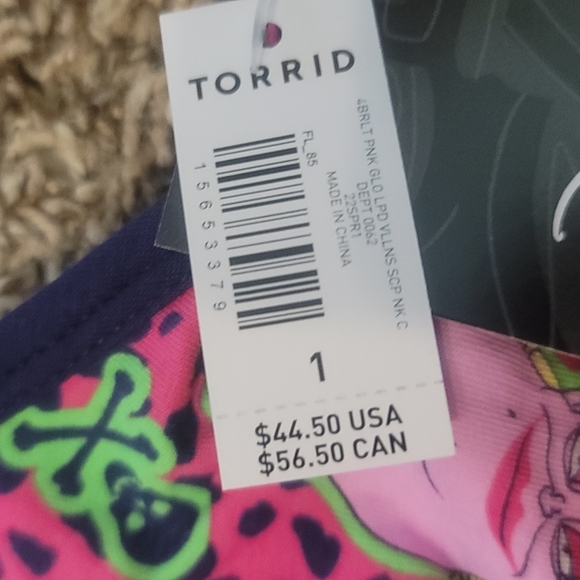 TORRID
FL_85
15653379
4BRLT PNK GLO LPD VLLNS SCP NK C
DEPT 0062
22SPR1
MADE IN CHINA
1
$44.50 USA
$56.50 CAN